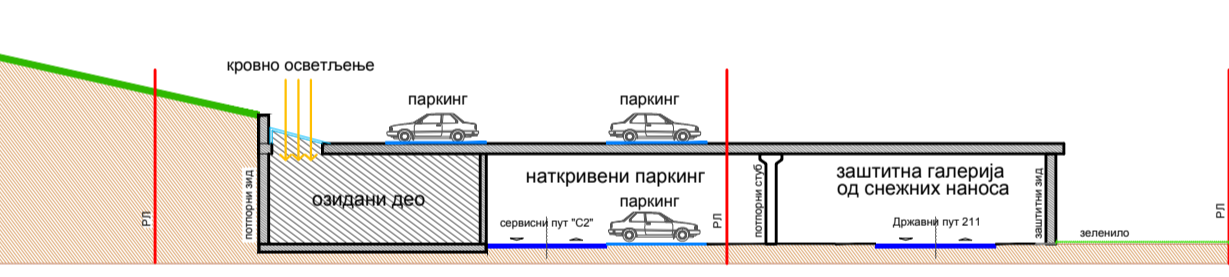 кровно осветљење
паркинг
паркинг
РЛ
потпорни зид
озидани део
наткривени паркинг
паркинг
сервисни пут "С2"
РЛ
потпорни стуб
заштитна галерија
од снежних наноса
Државни пут 211
заштитни зид
зеленило
РЛ